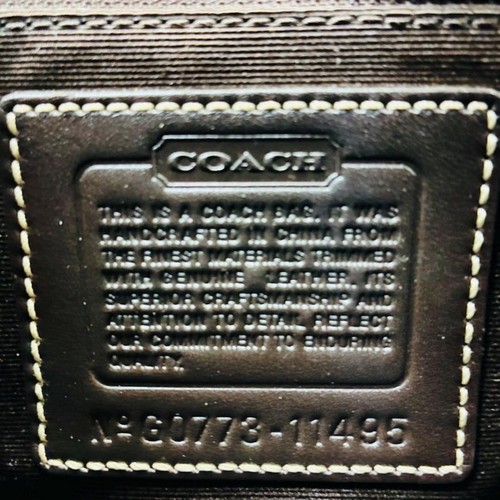 COACH
THIS IS A COACH BAG. IT WAS
HANDCRAFTED IN CHINA FROM
THE FINEST MATERIALS TRIMMED
WITH GENUINE LEATHER. ITS
SUPERIOR CRAFTSMANSHIP AND
ATTENTION TO DETAIL REFLECT
OUR COMMITMENT TO ENDURING
QUALITY.
Nº G0773-11495